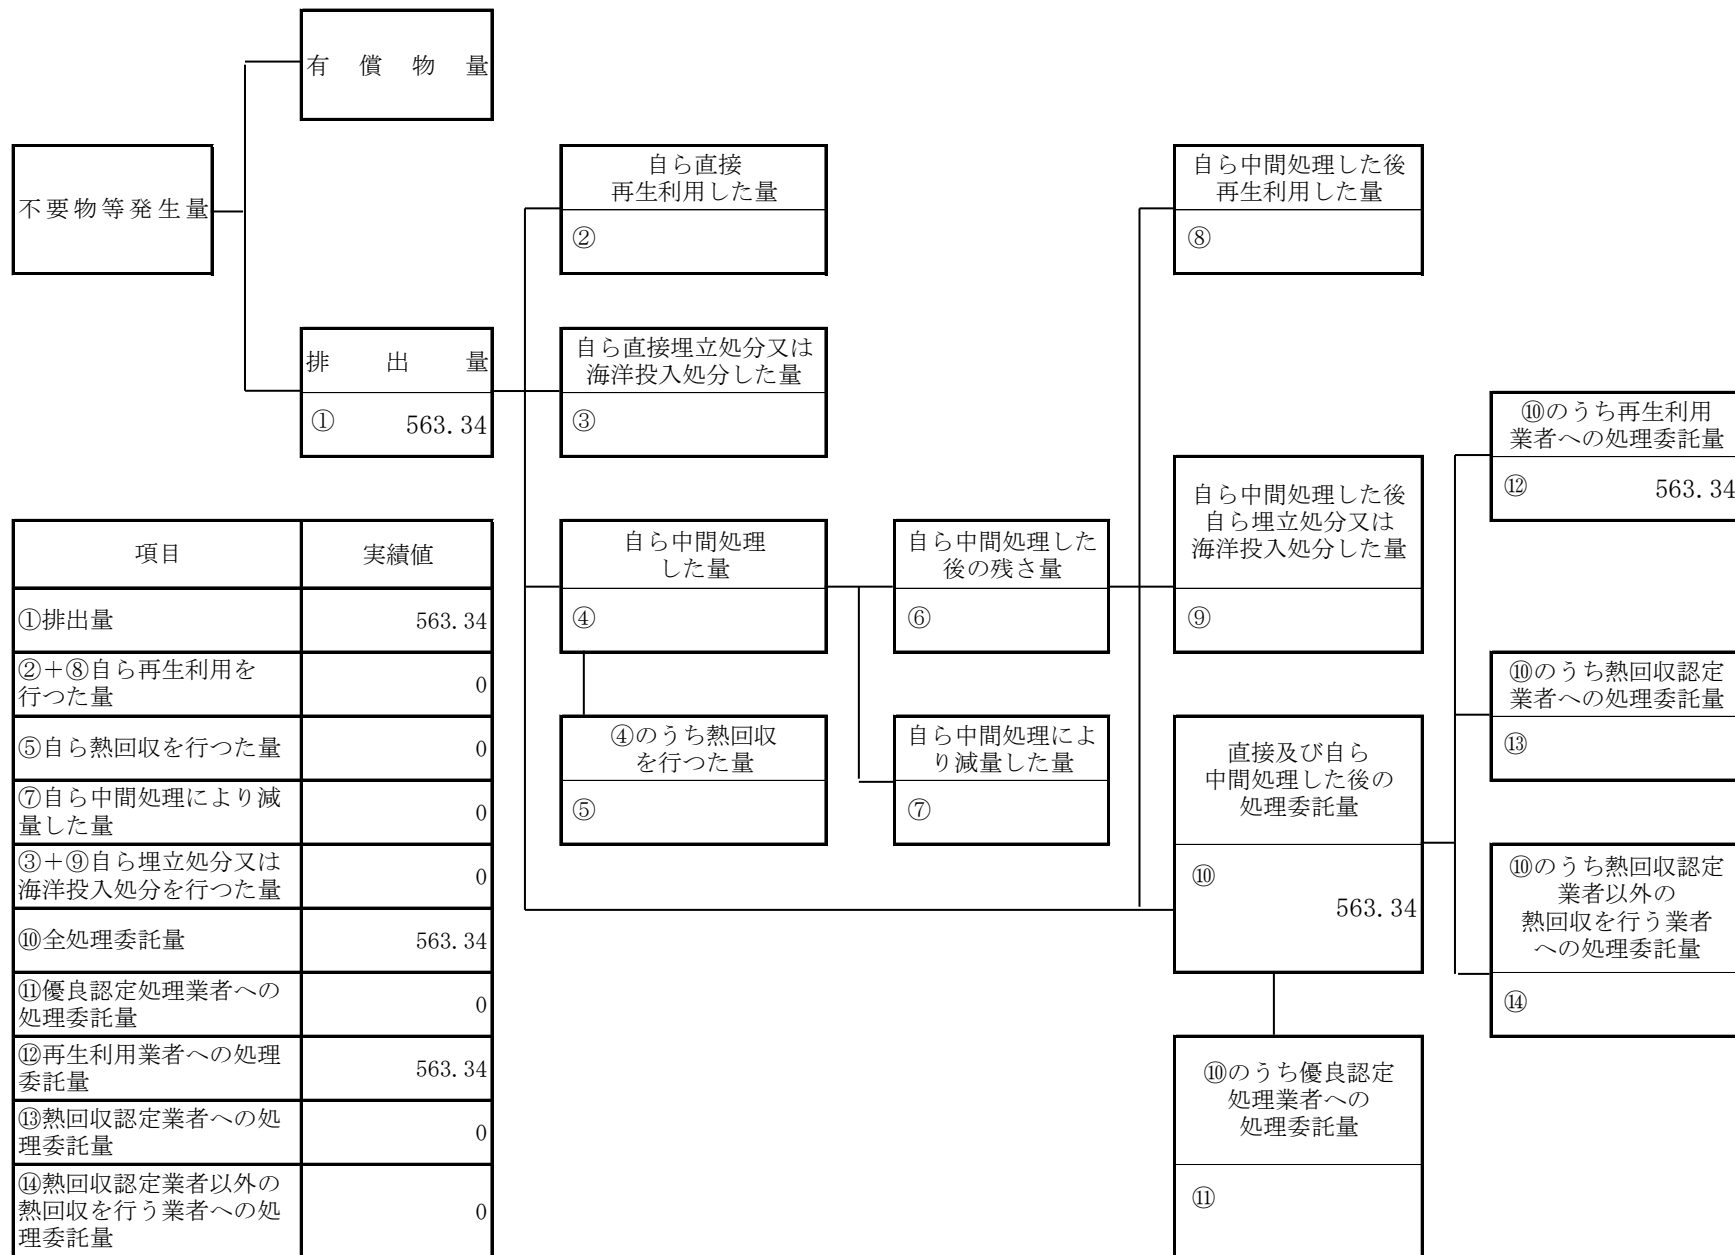 有償物量
不要物等発生量
自ら直接
再生利用した量
②
自ら中間処理した後
再生利用した量
⑧
排出量
① 563.34
自ら直接埋立処分又は
海洋投入処分した量
③
⑩のうち再生利用
業者への処理委託量
⑫ 563.34
自ら中間処理した後
自ら埋立処分又は
海洋投入処分した量
⑨
自ら中間処理
した量
④
自ら中間処理した
後の残さ量
⑥
④のうち熱回収
を行つた量
⑤
自ら中間処理によ
り減量した量
⑦
直接及び自ら
中間処理した後の
処理委託量
⑩
563.34
⑩のうち熱回収認定
業者への処理委託量
⑬
⑩のうち熱回収認定
業者以外の
熱回収を行う業者
への処理委託量
⑭
⑩のうち優良認定
処理業者への
処理委託量
⑪
項目 実績値
①排出量 563.34
②+⑧自ら再生利用を
行つた量 0
⑤自ら熱回収を行つた量 0
⑦自ら中間処理により減
量した量 0
③+⑨自ら埋立処分又は
海洋投入処分を行つた量 0
⑩全処理委託量 563.34
⑪優良認定処理業者への
処理委託量 0
⑫再生利用業者への処理
委託量 563.34
⑬熱回収認定業者への処
理委託量 0
⑭熱回収認定業者以外の
熱回収を行う業者への処
理委託量 0